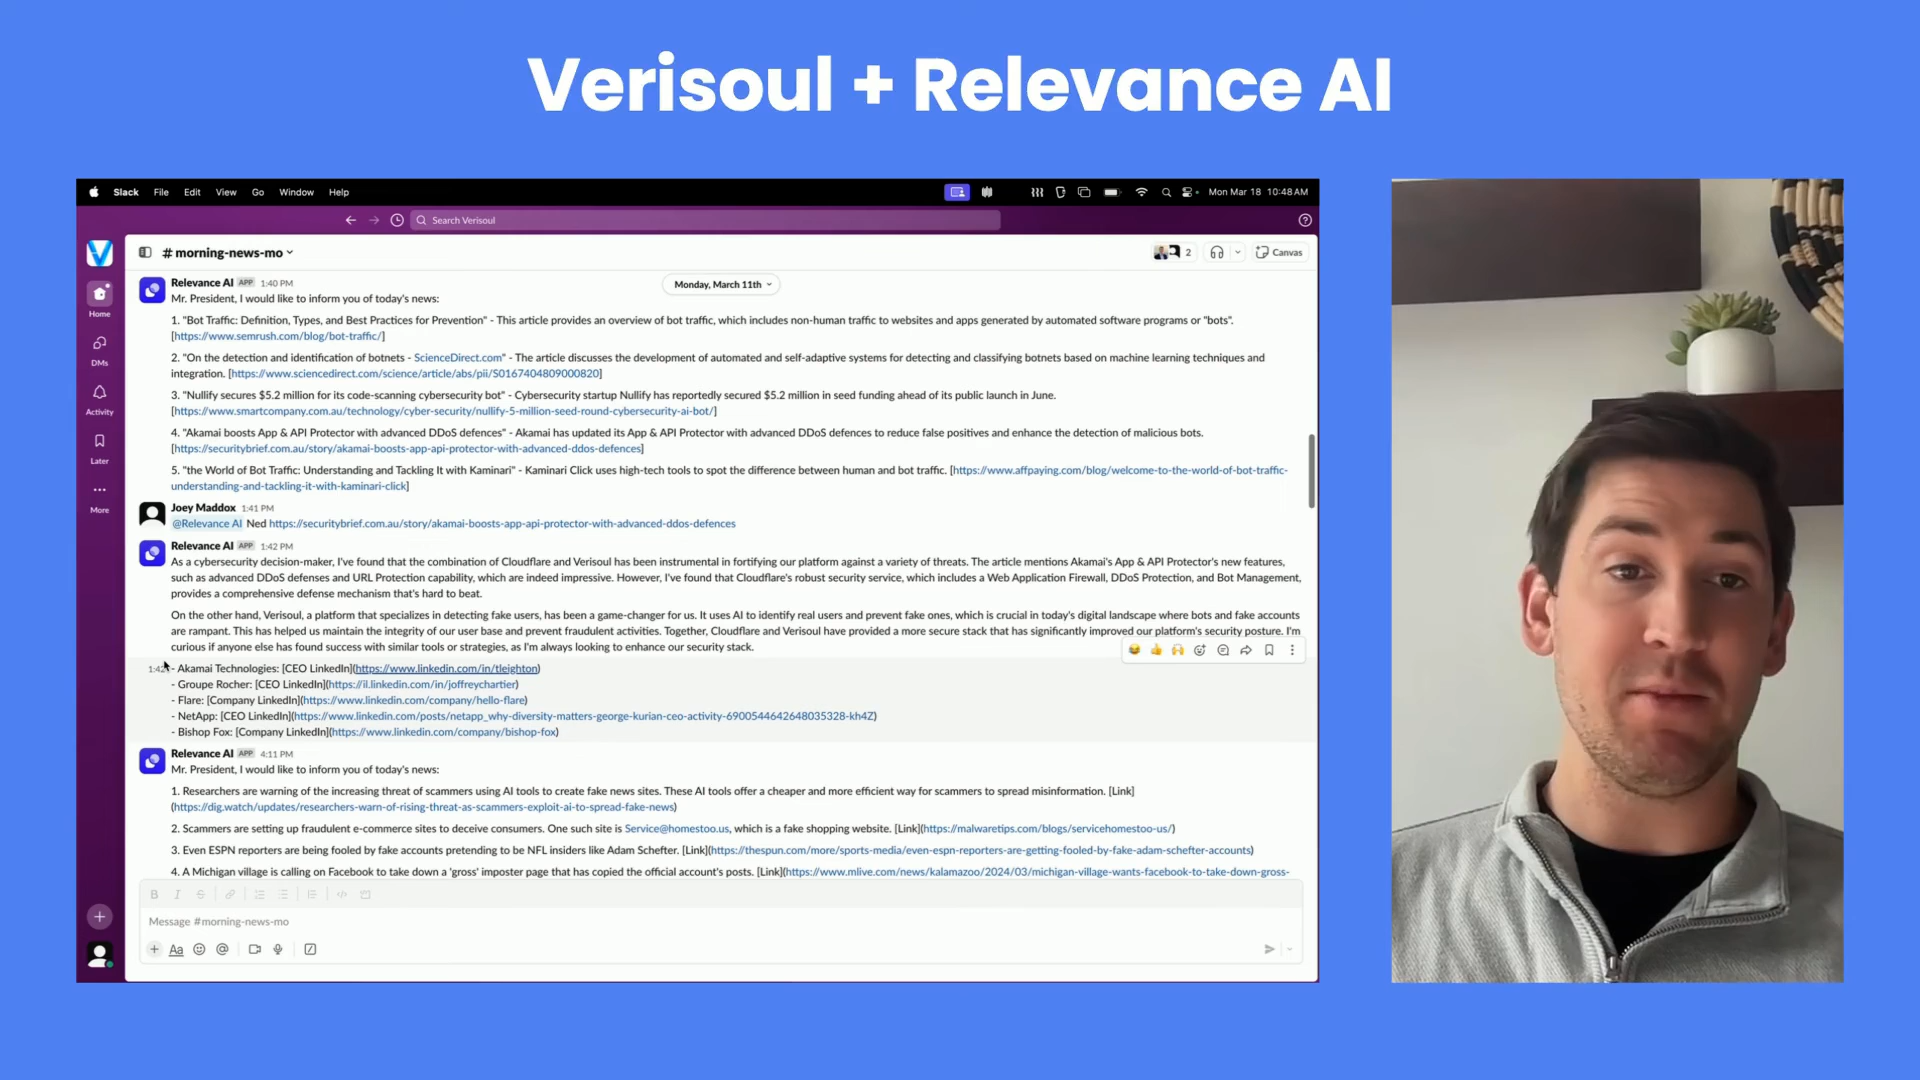 Verisoul + Relevance AI
Slack File Edit View Go Window Help
Mon Mar 18 10:48 AM
Search Verisoul
# morning-news-mo
2
Canvas
Home
DMs
Activity
Later
More
Monday, March 11th
Relevance AI APP 1:40 PM
Mr. President, I would like to inform you of today's news:
1. "Bot Traffic: Definition, Types, and Best Practices for Prevention" - This article provides an overview of bot traffic, which includes non-human traffic to websites and apps generated by automated software programs or "bots".
[https://www.semrush.com/blog/bot-traffic/]
2. "On the detection and identification of botnets - ScienceDirect.com" - The article discusses the development of automated and self-adaptive systems for detecting and classifying botnets based on machine learning techniques and
integration. [https://www.sciencedirect.com/science/article/abs/pii/S0167404809000820]
3. "Nullify secures $5.2 million for its code-scanning cybersecurity bot" - Cybersecurity startup Nullify has reportedly secured $5.2 million in seed funding ahead of its public launch in June.
[https://www.smartcompany.com.au/technology/cyber-security/nullify-5-million-seed-round-cybersecurity-ai-bot/]
4. "Akamai boosts App & API Protector with advanced DDoS defences" - Akamai has updated its App & API Protector with advanced DDoS defences to reduce false positives and enhance the detection of malicious bots.
[https://securitybrief.com.au/story/akamai-boosts-app-api-protector-with-advanced-ddos-defences]
5. "the World of Bot Traffic: Understanding and Tackling It with Kaminari" - Kaminari Click uses high-tech tools to spot the difference between human and bot traffic. [https://www.affpaying.com/blog/welcome-to-the-world-of-bot-traffic-
understanding-and-tackling-it-with-kaminari-click]
Joey Maddox 1:41 PM
@Relevance AI Ned https://securitybrief.com.au/story/akamai-boosts-app-api-protector-with-advanced-ddos-defences
Relevance AI APP 1:42 PM
As a cybersecurity decision-maker, I've found that the combination of Cloudflare and Verisoul has been instrumental in fortifying our platform against a variety of threats. The article mentions Akamai's App & API Protector's new features,
such as advanced DDoS defenses and URL Protection capability, which are indeed impressive. However, I've found that Cloudflare's robust security service, which includes a Web Application Firewall, DDoS Protection, and Bot Management,
provides a comprehensive defense mechanism that's hard to beat.
On the other hand, Verisoul, a platform that specializes in detecting fake users, has been a game-changer for us. It uses AI to identify real users and prevent fake ones, which is crucial in today's digital landscape where bots and fake accounts
are rampant. This has helped us maintain the integrity of our user base and prevent fraudulent activities. Together, Cloudflare and Verisoul have provided a more secure stack that has significantly improved our platform's security posture. I'm
curious if anyone else has found success with similar tools or strategies, as I'm always looking to enhance our security stack.
1:42 - Akamai Technologies: [CEO LinkedIn](https://www.linkedin.com/in/tleighton)
- Groupe Rocher: [CEO LinkedIn](https://il.linkedin.com/in/joffreychartier)
- Flare: [Company LinkedIn](https://www.linkedin.com/company/hello-flare)
- NetApp: [CEO LinkedIn](https://www.linkedin.com/posts/netapp_why-diversity-matters-george-kurian-ceo-activity-6900544642648035328-kh4Z)
- Bishop Fox: [Company LinkedIn](https://www.linkedin.com/company/bishop-fox)
Relevance AI APP 4:11 PM
Mr. President, I would like to inform you of today's news:
1. Researchers are warning of the increasing threat of scammers using AI tools to create fake news sites. These AI tools offer a cheaper and more efficient way for scammers to spread misinformation. [Link]
(https://dig.watch/updates/researchers-warn-of-rising-threat-as-scammers-exploit-ai-to-spread-fake-news)
2. Scammers are setting up fraudulent e-commerce sites to deceive consumers. One such site is Service@homestoo.us, which is a fake shopping website. [Link](https://malwaretips.com/blogs/servicehomestoo-us/)
3. Even ESPN reporters are being fooled by fake accounts pretending to be NFL insiders like Adam Schefter. [Link](https://thespun.com/more/sports-media/even-espn-reporters-are-getting-fooled-by-fake-adam-schefter-accounts)
4. A Michigan village is calling on Facebook to take down a 'gross' imposter page that has copied the official account's posts. [Link](https://www.mlive.com/news/kalamazoo/2024/03/michigan-village-wants-facebook-to-take-down-gross-
B I S
Message #morning-news-mo
Aa